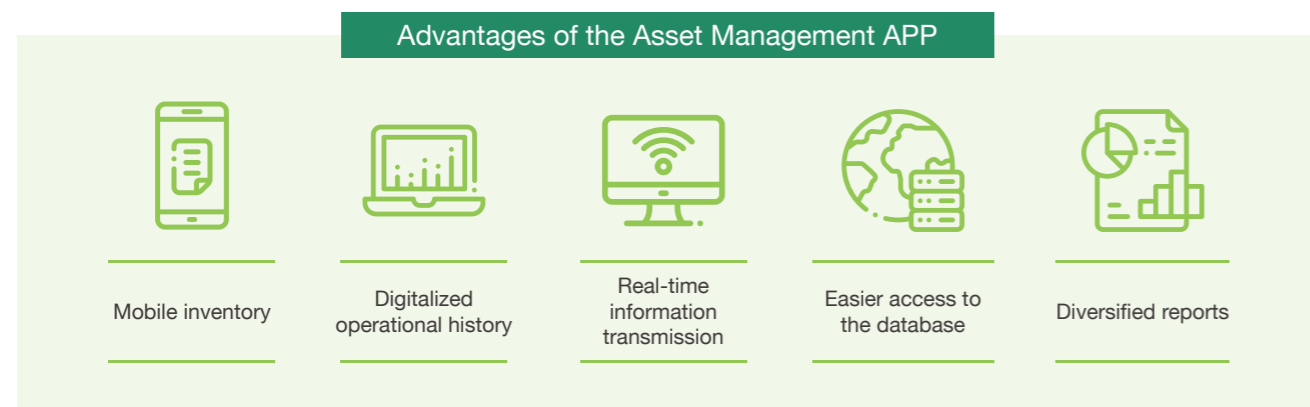 Advantages of the Asset Management APP
Mobile inventory
Digitalized
operational history
Real-time
information
transmission
Easier access to
the database
Diversified reports